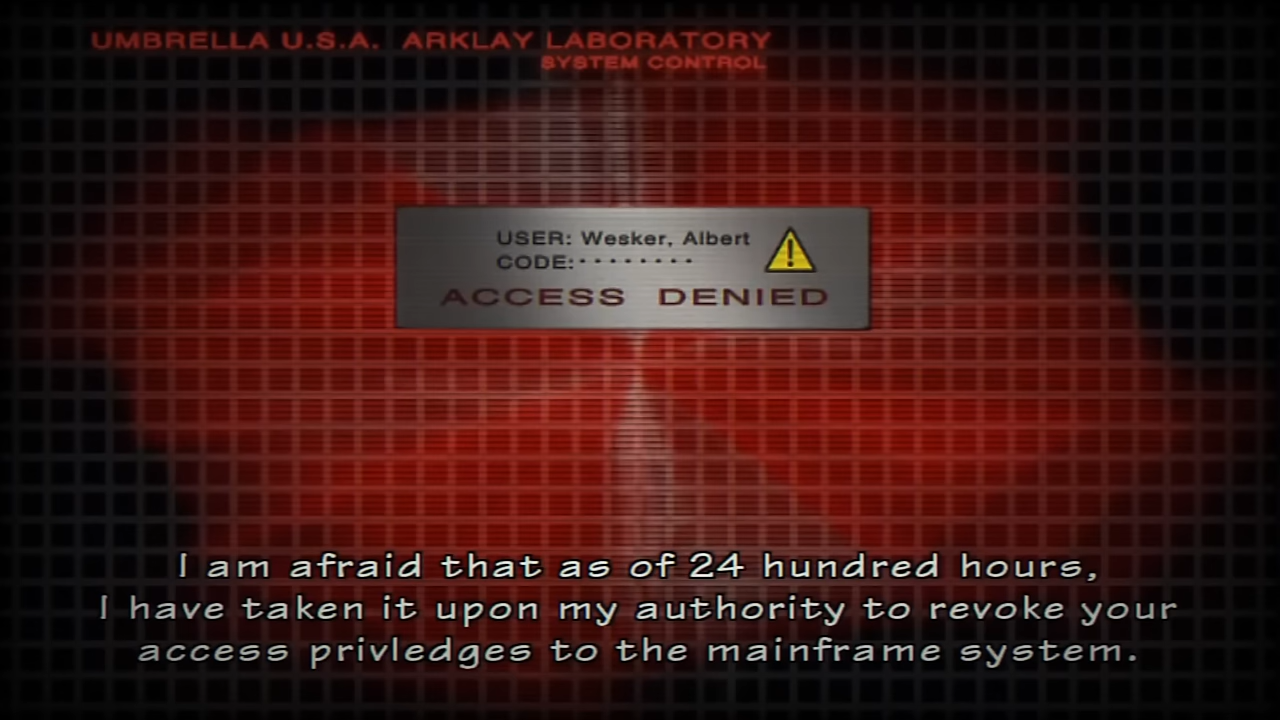 UMBRELLA U.S.A. ARKLAY LABORATORY
SYSTEM CONTROL
USER: Wesker, Albert
CODE:········
ACCESS DENIED
I am afraid that as of 24 hundred hours,
I have taken it upon my authority to revoke your
access privledges to the mainframe system.